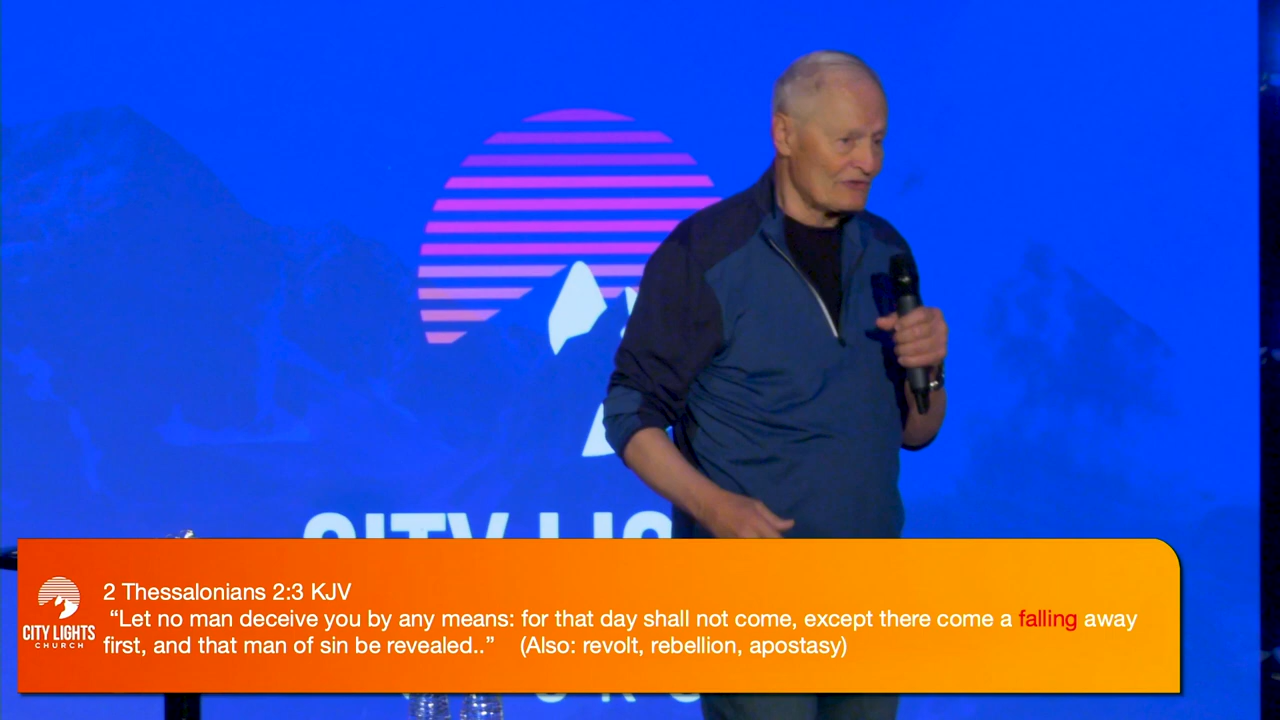 CITY LIG
2 Thessalonians 2:3 KJV
“Let no man deceive you by any means: for that day shall not come, except there come a falling away
first, and that man of sin be revealed..” (Also: revolt, rebellion, apostasy)
CITY LIGHTS
CHURCH